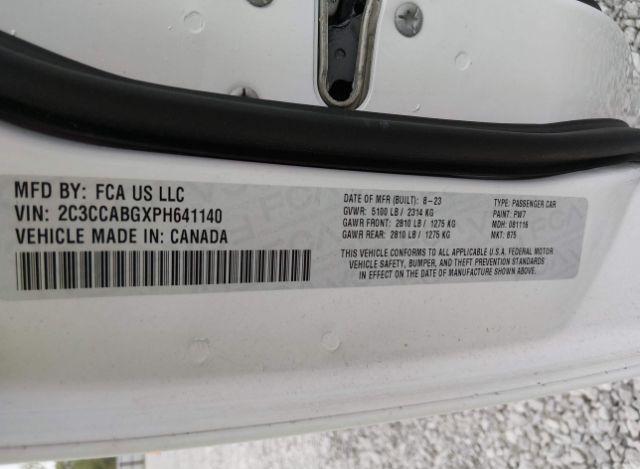 MFD BY: FCA US LLC
VIN: 2C3CCABGXPH641140
VEHICLE MADE IN: CANADA
DATE OF MFR (BUILT): 8-23
GVWR: 5100 LB / 2314 KG
GAWR FRONT: 2810 LB / 1275 KG
GAWR REAR: 2810 LB / 1275 KG
TYPE: PASSENGER CAR
PAINT: PW7
MDH: 081116
NKT: 875
THIS VEHICLE CONFORMS TO ALL APPLICABLE U.S.A. FEDERAL MOTOR
VEHICLE SAFETY, BUMPER, AND THEFT PREVENTION STANDARDS
IN EFFECT ON THE DATE OF MANUFACTURE SHOWN ABOVE.